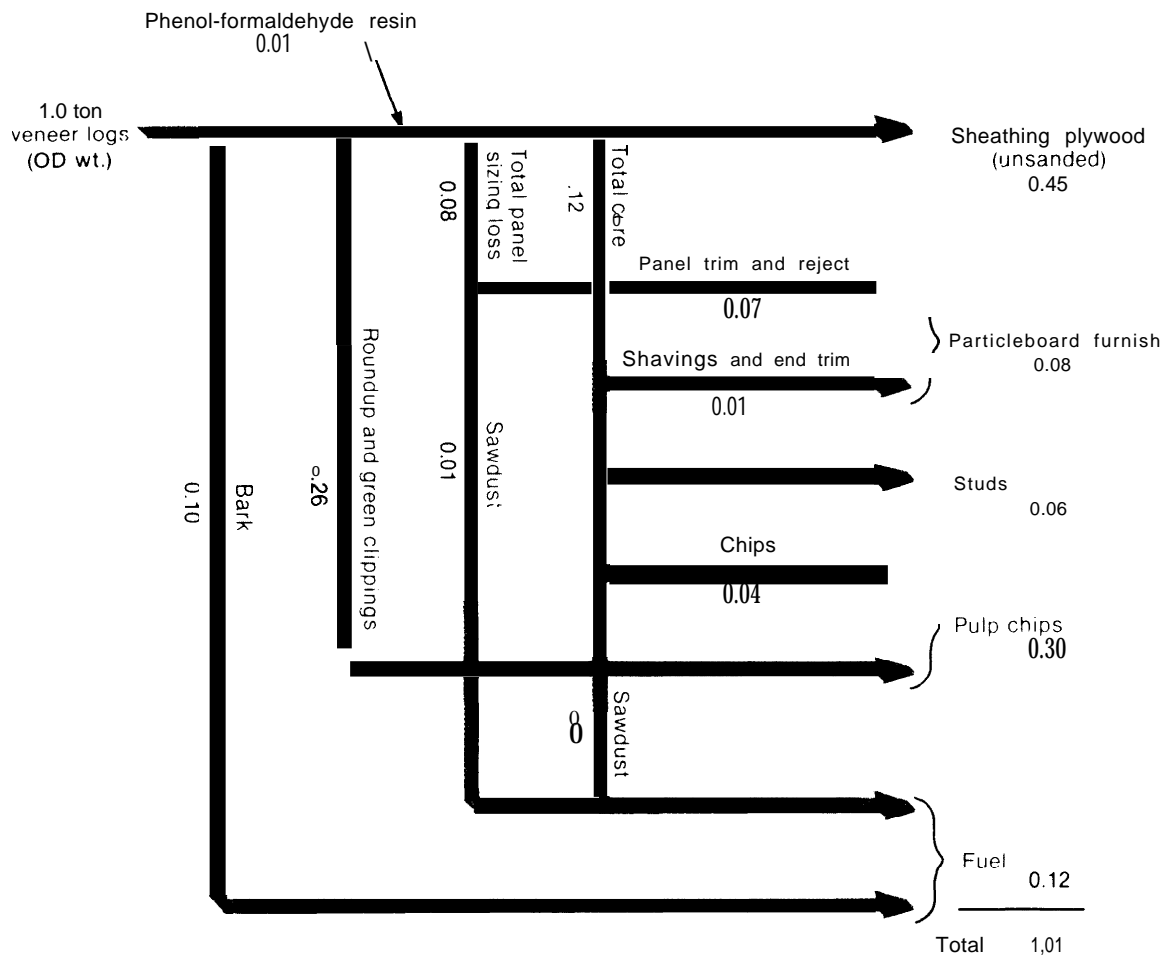 Phenol-formaldehyde resin
0.01
1.0 ton
veneer logs
(OD wt.)
Sheathing plywood
(unsanded)
0.45
Total panel
sizing loss
0.08
Total core
.12
Panel trim and reject
0.07
Particleboard furnish
0.08
Shavings and end trim
0.01
Roundup and green clippings
0.26
Sawdust
0.01
Bark
0.10
Studs
0.06
Chips
0.04
Pulp chips
0.30
Sawdust
Fuel
0.12
Total 1,01